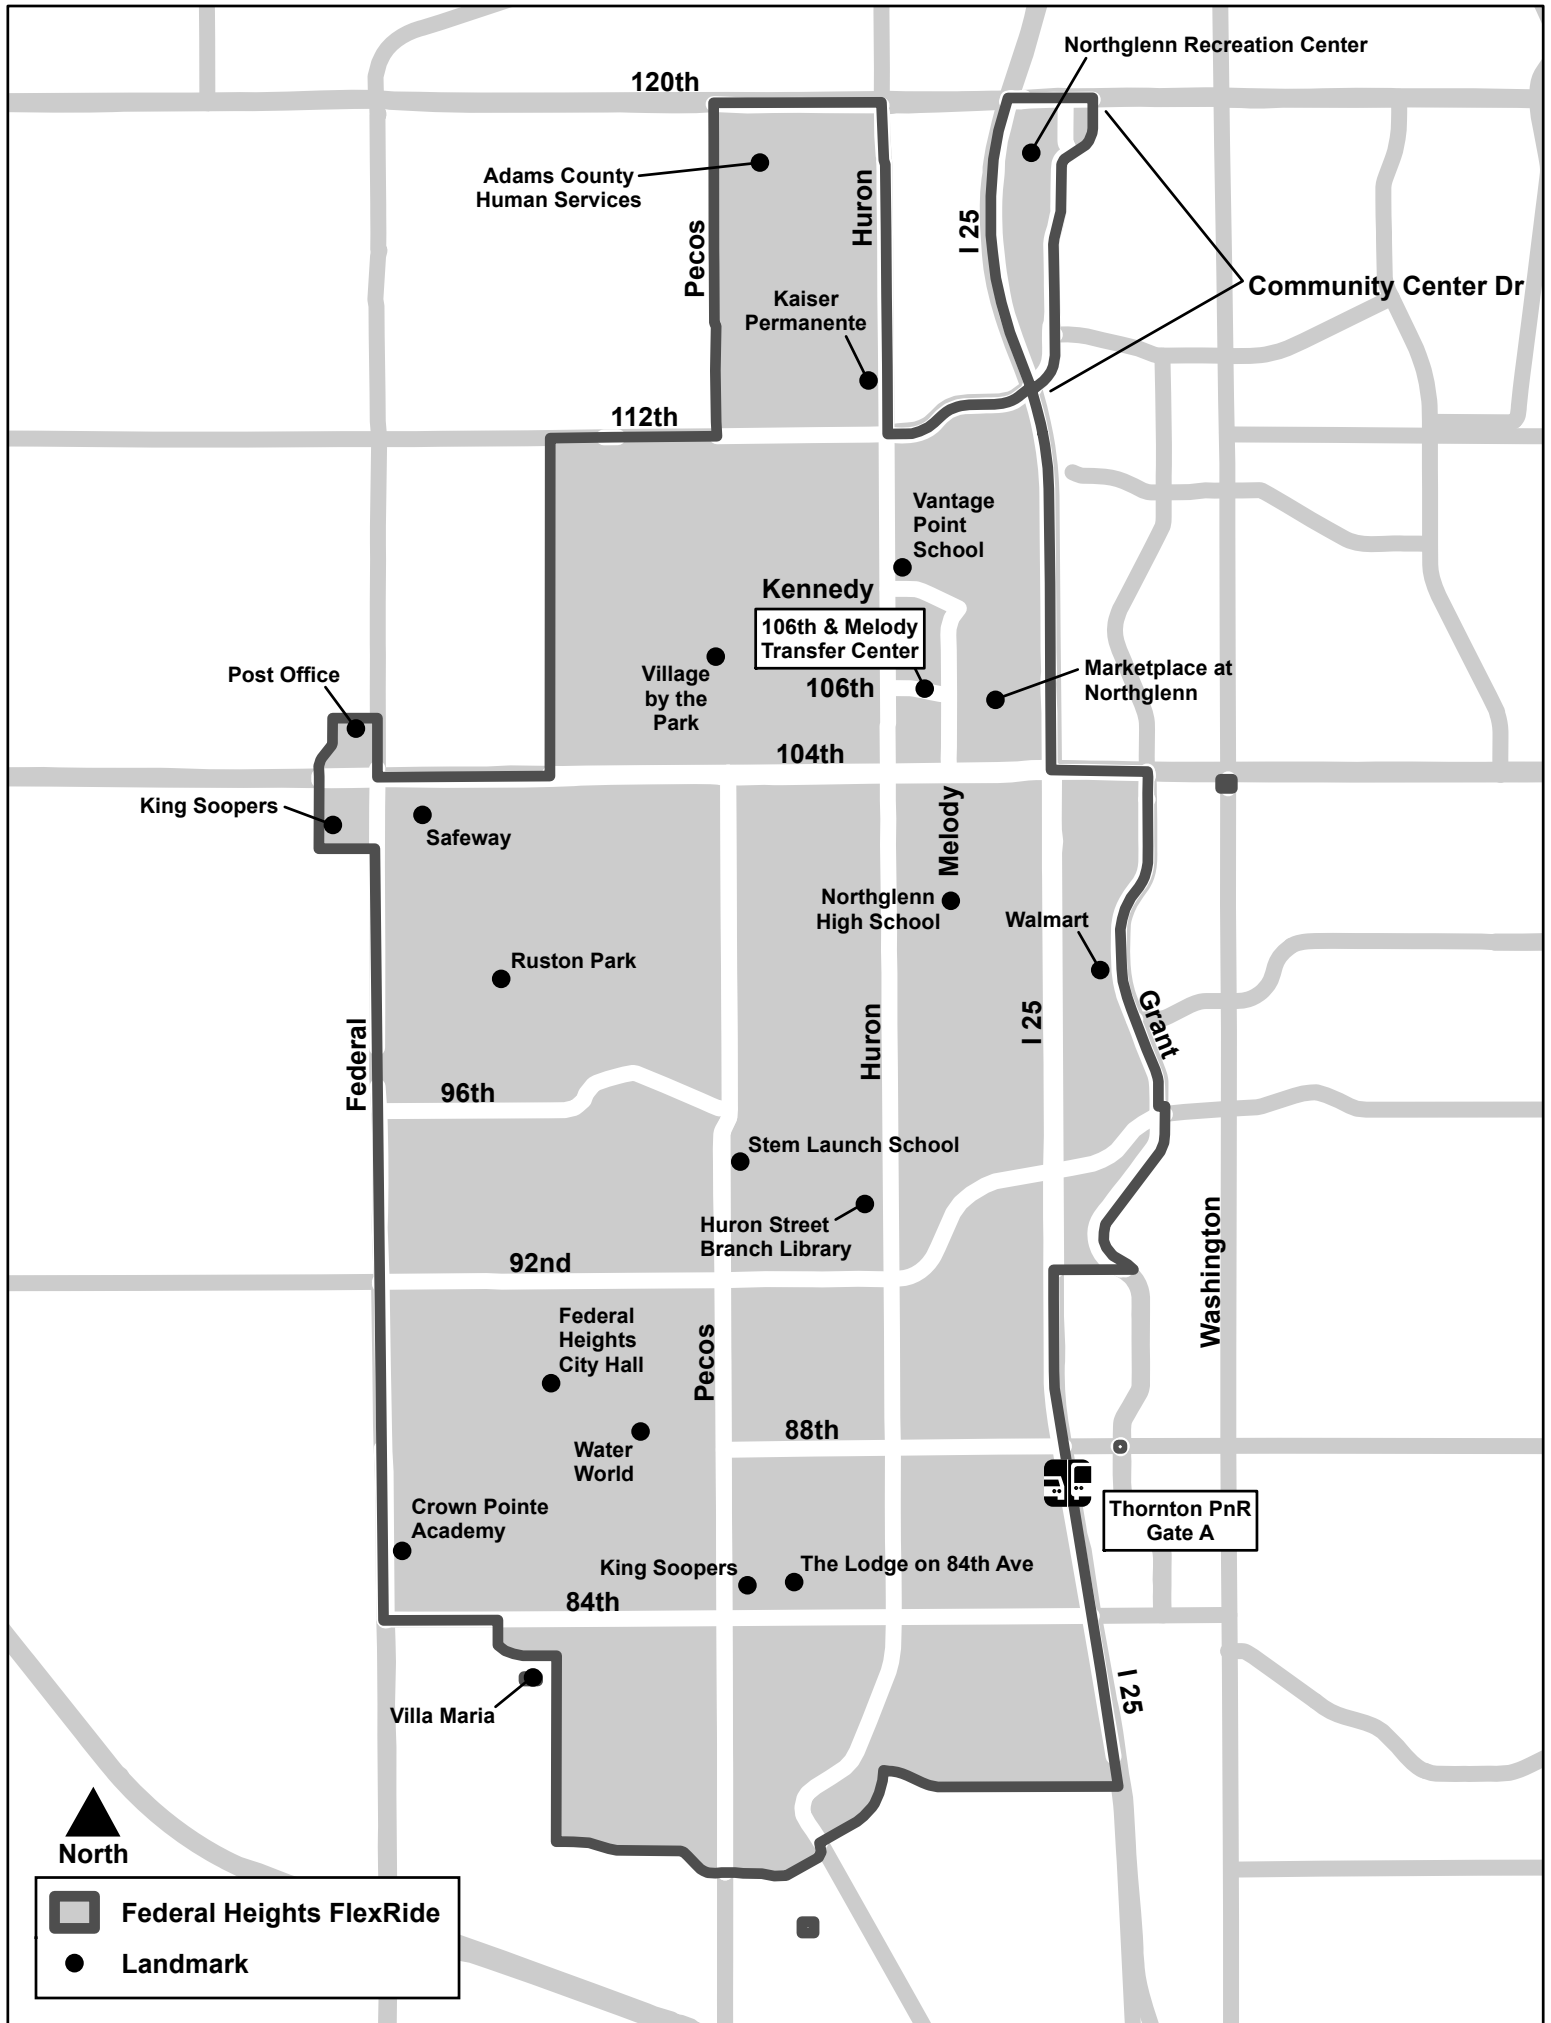 Northglenn Recreation Center
120th
Adams County
Human Services
Huron
I 25
Pecos
Community Center Dr
Kaiser
Permanente
112th
Vantage
Point
School
Kennedy
106th & Melody
Transfer Center
Post Office
Village
by the
Park
106th
Marketplace at
Northglenn
104th
King Soopers
Safeway
Melody
Northglenn
High School
Walmart
Ruston Park
Grant
I 25
Huron
Federal
96th
Stem Launch School
Huron Street
Branch Library
Washington
92nd
Federal
Heights
City Hall
Pecos
88th
Water
World
Crown Pointe
Academy
Thornton PnR
Gate A
King Soopers
The Lodge on 84th Ave
84th
I 25
Villa Maria
North
Federal Heights FlexRide
Landmark